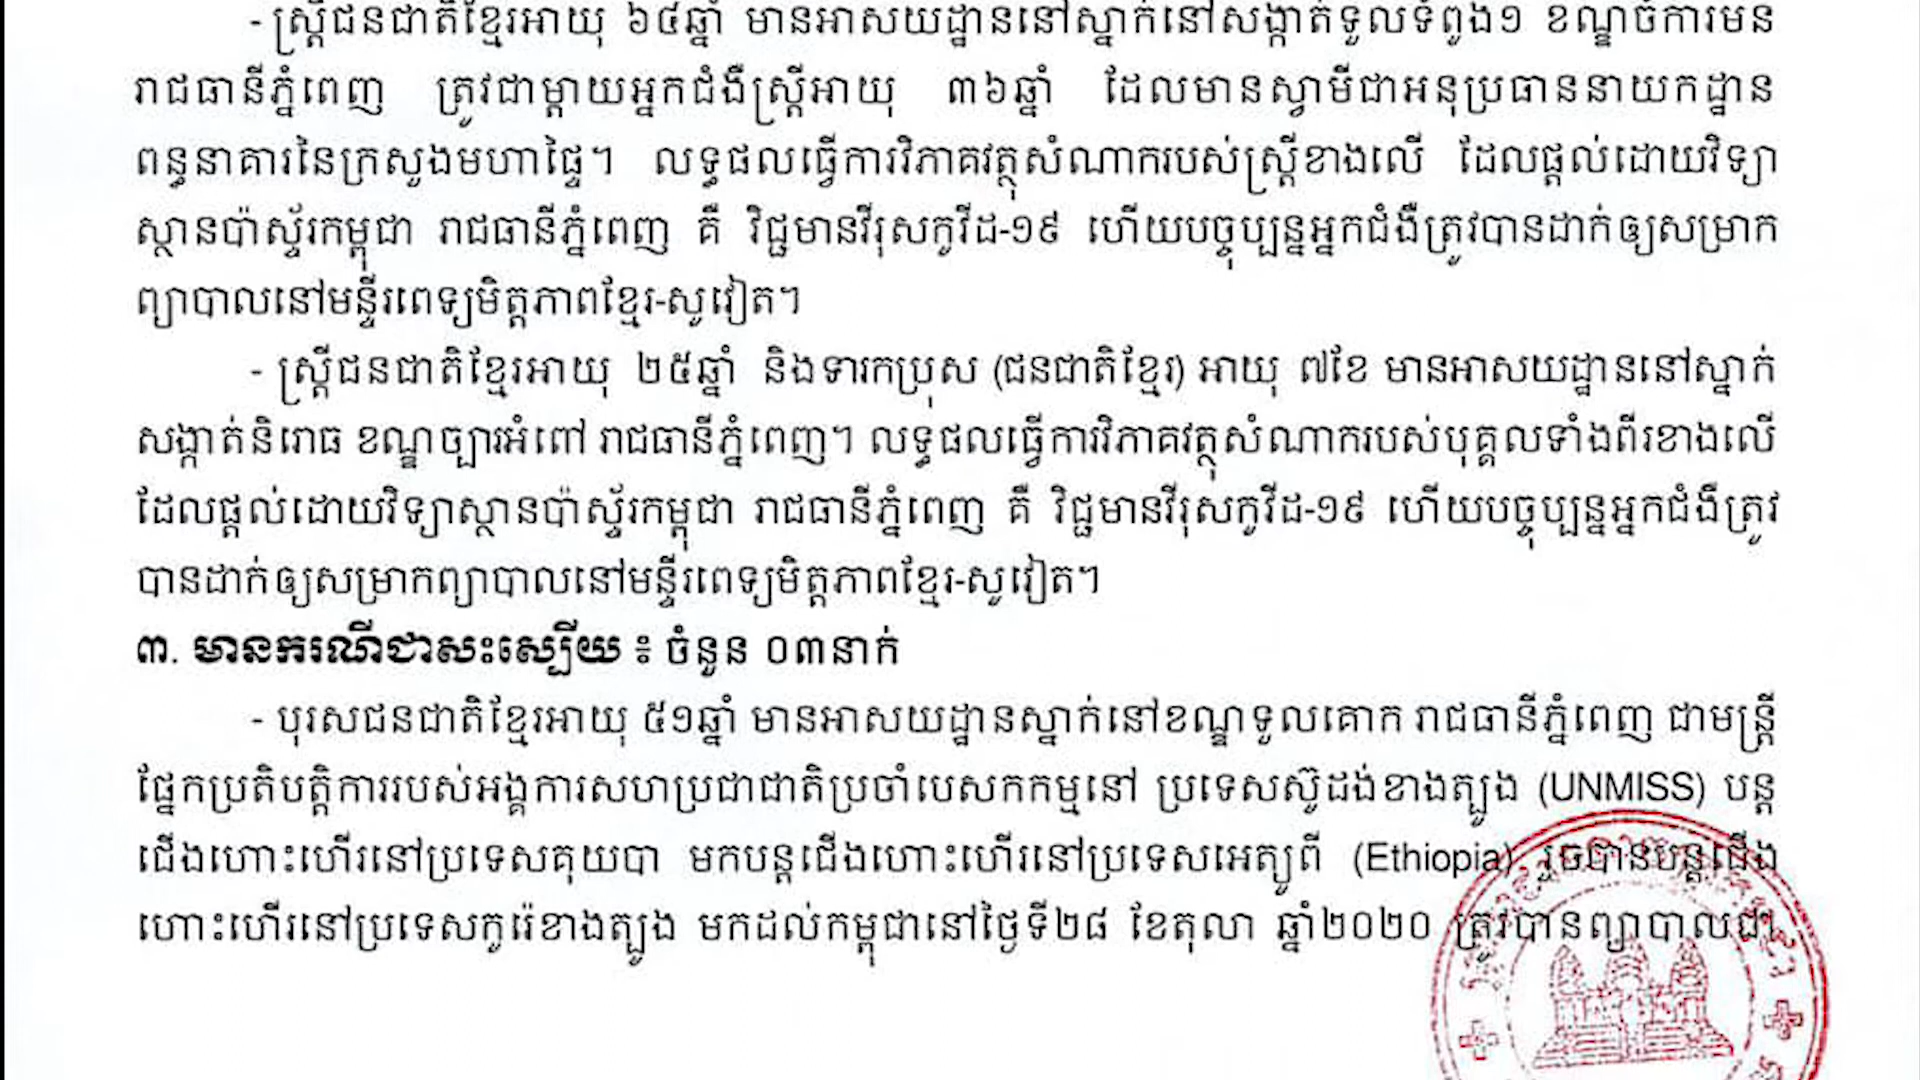 - ស្ត្រីជនជាតិខ្មែរអាយុ ៦៤ឆ្នាំ មានអាសយដ្ឋាននៅស្នាក់នៅសង្កាត់ទួលទំពូង១ ខណ្ឌចំការមន
រាជធានីភ្នំពេញ ត្រូវជាម្តាយអ្នកជំងឺស្ត្រីអាយុ ៣៦ឆ្នាំ ដែលមានស្វាមីជាអនុប្រធាននាយកដ្ឋាន
ពន្ធនាគារនៃក្រសួងមហាផ្ទៃ។ លទ្ធផលធ្វើការវិភាគវត្ថុសំណាករបស់ស្ត្រីខាងលើ ដែលផ្តល់ដោយវិទ្យា
ស្ថានប៉ាស្ទ័រកម្ពុជា រាជធានីភ្នំពេញ គឺ វិជ្ជមានវីរុសកូវីដ-១៩ ហើយបច្ចុប្បន្នអ្នកជំងឺត្រូវបានដាក់ឲ្យសម្រាក
ព្យាបាលនៅមន្ទីរពេទ្យមិត្តភាពខ្មែរ-សូវៀត។
- ស្ត្រីជនជាតិខ្មែរអាយុ ២៥ឆ្នាំ និងទារកប្រុស (ជនជាតិខ្មែរ) អាយុ ៧ខែ មានអាសយដ្ឋាននៅស្នាក់
សង្កាត់និរោធ ខណ្ឌច្បារអំពៅ រាជធានីភ្នំពេញ។ លទ្ធផលធ្វើការវិភាគវត្ថុសំណាករបស់បុគ្គលទាំងពីរខាងលើ
ដែលផ្តល់ដោយវិទ្យាស្ថានប៉ាស្ទ័រកម្ពុជា រាជធានីភ្នំពេញ គឺ វិជ្ជមានវីរុសកូវីដ-១៩ ហើយបច្ចុប្បន្នអ្នកជំងឺត្រូវ
បានដាក់ឲ្យសម្រាកព្យាបាលនៅមន្ទីរពេទ្យមិត្តភាពខ្មែរ-សូវៀត។
៣. មានករណីជាសះស្បើយ ៖ ចំនួន ០៣នាក់
- បុរសជនជាតិខ្មែរអាយុ ៥១ឆ្នាំ មានអាសយដ្ឋានស្នាក់នៅខណ្ឌទួលគោក រាជធានីភ្នំពេញ ជាមន្ត្រី
ផ្នែកប្រតិបត្តិការរបស់អង្គការសហប្រជាជាតិប្រចាំបេសកកម្មនៅ ប្រទេសស៊ូដង់ខាងត្បូង (UNMISS) បន្ត
ជើងហោះហើរនៅប្រទេសគុយបា មកបន្តជើងហោះហើរនៅប្រទេសអេត្យូពី (Ethiopia) រួចបានបន្តជើង
ហោះហើរនៅប្រទេសកូរ៉េខាងត្បូង មកដល់កម្ពុជានៅថ្ងៃទី២៨ ខែតុលា ឆ្នាំ២០២០ ត្រូវបានព្យាបាលជា